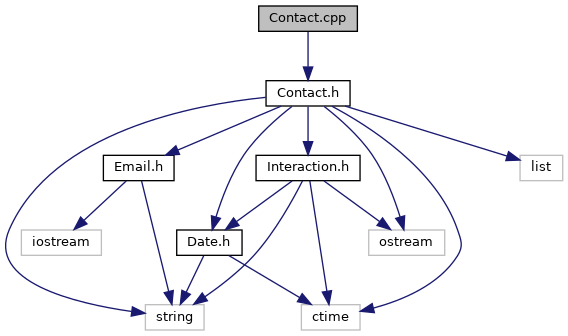 Contact.cpp
Contact.h
Email.h
Interaction.h
list
iostream
Date.h
ostream
string
ctime